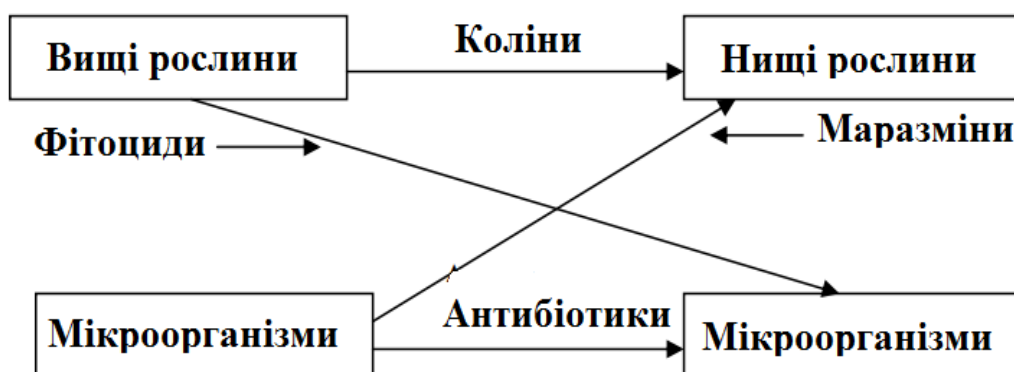 Вищі рослини
Коліни
Нищі рослини
Фітоциди
Маразміни
Мікроорганізми
Антибіотики
Мікроорганізми